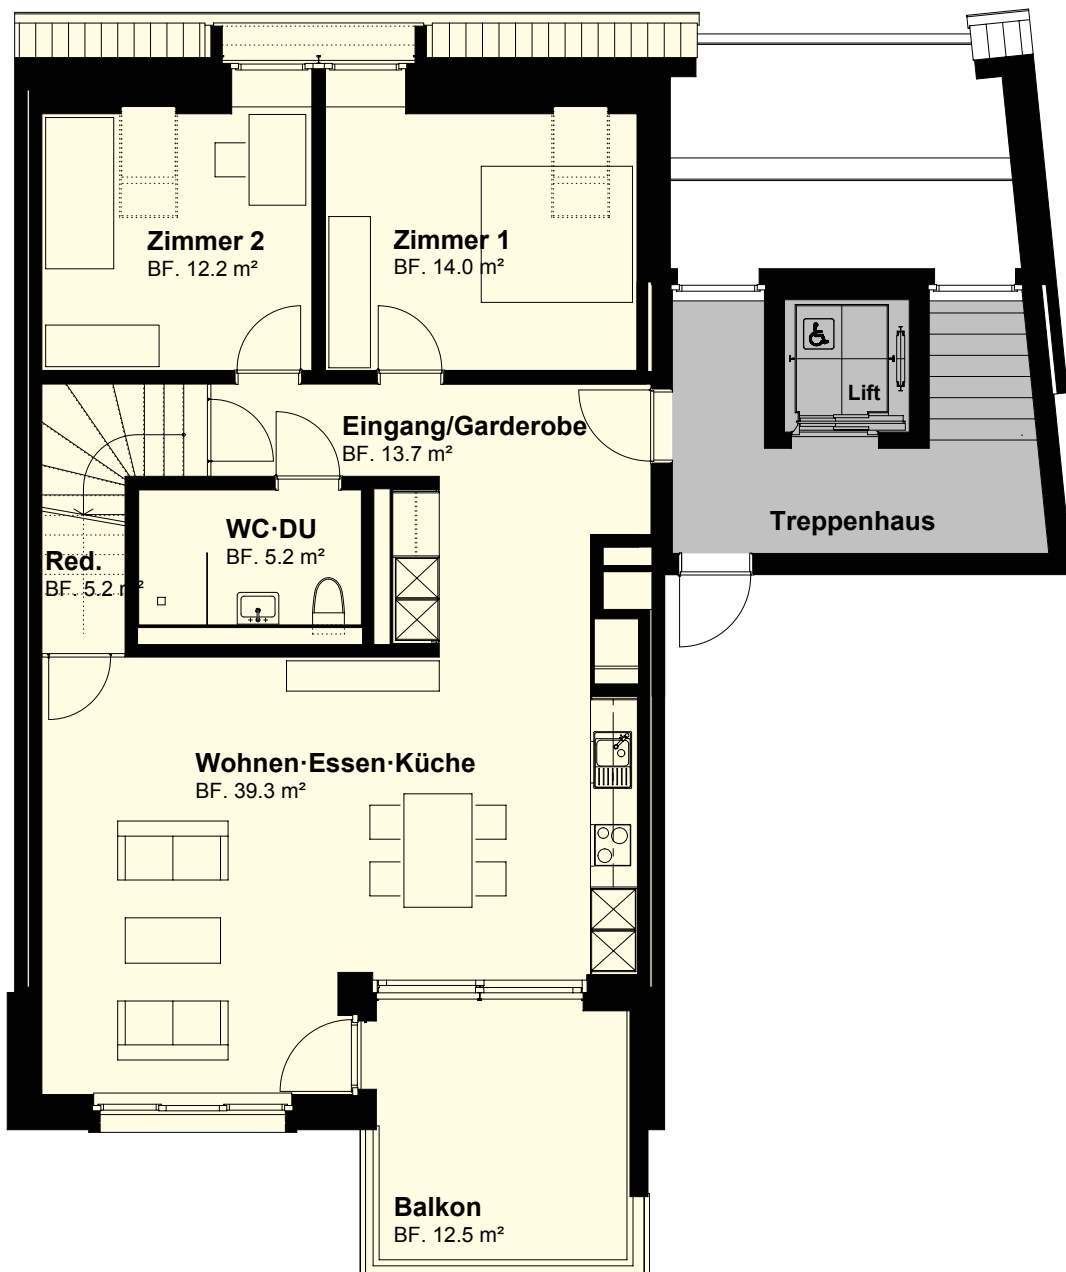 Zimmer 2
BF. 12.2 m²
Zimmer 1
BF. 14.0 m²
Lift
Eingang/Garderobe
BF. 13.7 m²
Treppenhaus
WC·DU
BF. 5.2 m²
Red.
BF. 5.2 m²
Wohnen·Essen·Küche
BF. 39.3 m²
Balkon
BF. 12.5 m²